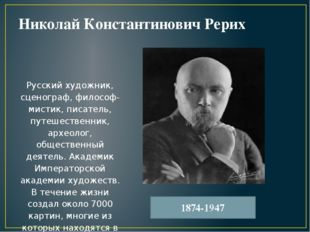 Николай Константинович Рерих
Русский художник,
сценограф, философ-
мистик, писатель,
путешественник,
археолог,
общественный
деятель. Академик
Императорской
академии художеств.
В течение жизни
создал около 7000
картин, многие из
которых находятся в
1874-1947